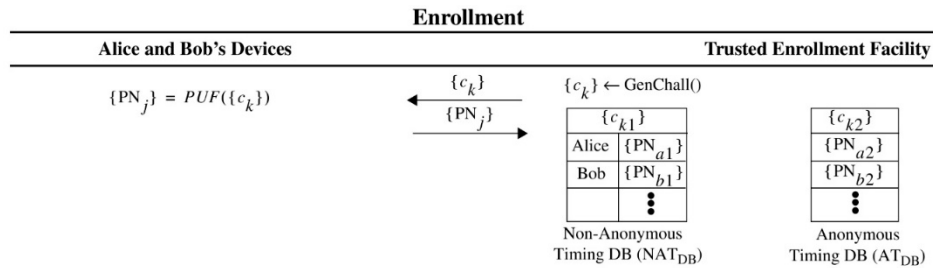 Enrollment
Alice and Bob's Devices Trusted Enrollment Facility
{c_k} {c_k} ← GenChall()
{PN_j} = PUF({c_k})
{PN_j}
{c_k1} {c_k2}
Alice {PN_a1} {PN_a2}
Bob {PN_b1} {PN_b2}
Non-Anonymous Anonymous
Timing DB (NAT_DB) Timing DB (AT_DB)